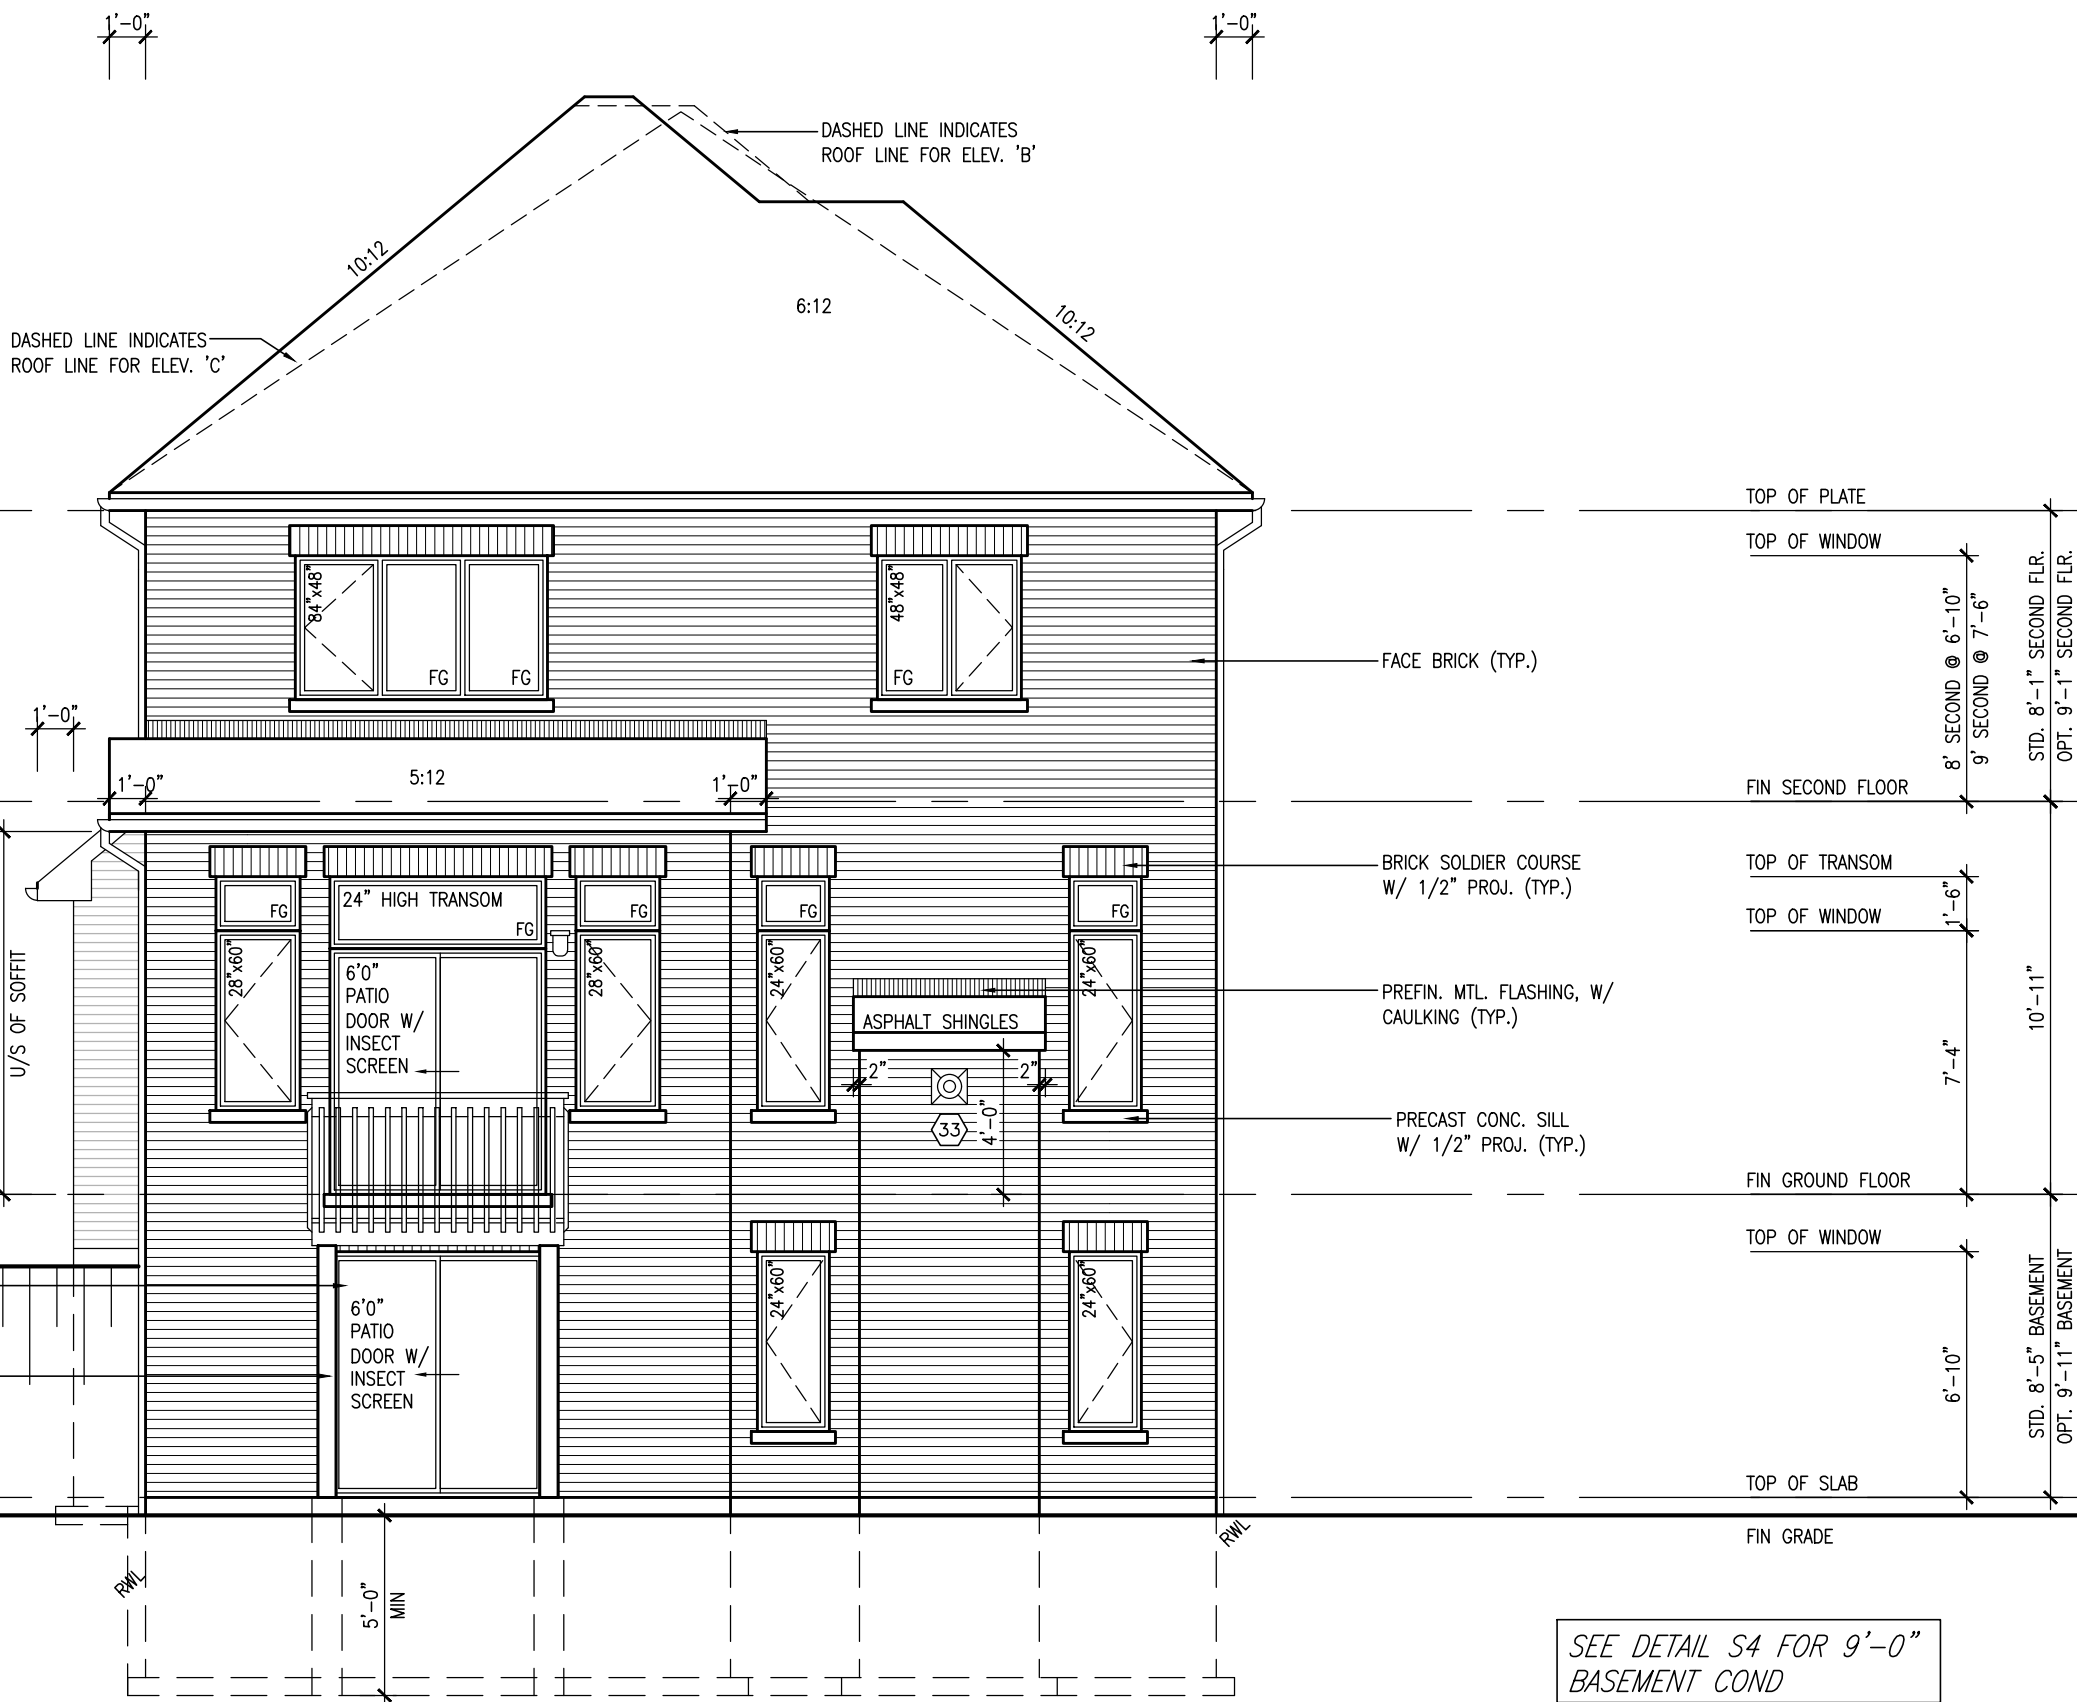 1'-0"
1'-0"
DASHED LINE INDICATES
ROOF LINE FOR ELEV. 'B'
10:12
6:12
10:12
DASHED LINE INDICATES
ROOF LINE FOR ELEV. 'C'
TOP OF PLATE
TOP OF WINDOW
84"x48"
FG
FG
48"x48"
FG
FACE BRICK (TYP.)
8' SECOND @ 6'-10"
9' SECOND @ 7'-6"
STD. 8'-1" SECOND FLR.
OPT. 9'-1" SECOND FLR.
1'-0"
1'-0"
5:12
1'-0"
FIN SECOND FLOOR
BRICK SOLDIER COURSE
W/ 1/2" PROJ. (TYP.)
TOP OF TRANSOM
1'-6"
TOP OF WINDOW
FG
24" HIGH TRANSOM
FG
FG
FG
FG
U/S OF SOFFIT
28"x60"
6'0"
PATIO
DOOR W/
INSECT
SCREEN
28"x60"
24"x60"
24"x60"
PREFIN. MTL. FLASHING, W/
CAULKING (TYP.)
ASPHALT SHINGLES
2"
2"
33
4'-0"
7'-4"
10'-11"
PRECAST CONC. SILL
W/ 1/2" PROJ. (TYP.)
FIN GROUND FLOOR
TOP OF WINDOW
24"x60"
24"x60"
6'0"
PATIO
DOOR W/
INSECT
SCREEN
6'-10"
STD. 8'-5" BASEMENT
OPT. 9'-11" BASEMENT
TOP OF SLAB
FIN GRADE
RWL
RWL
5'-0"
MIN
SEE DETAIL S4 FOR 9'-0"
BASEMENT COND